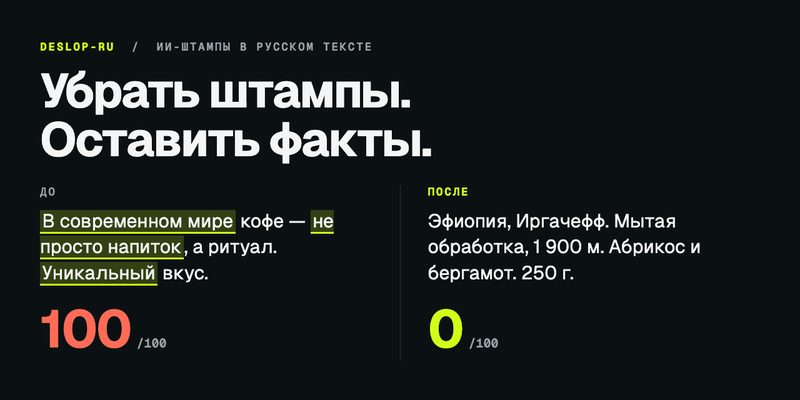 DESLOP-RU / ИИ-ШТАМПЫ В РУССКОМ ТЕКСТЕ
Убрать штампы.
Оставить факты.
ДО
В современном мире кофе — не
просто напиток, а ритуал.
Уникальный вкус.
100 /100
ПОСЛЕ
Эфиопия, Иргачефф. Мытая
обработка, 1 900 м. Абрикос и
бергамот. 250 г.
0 /100